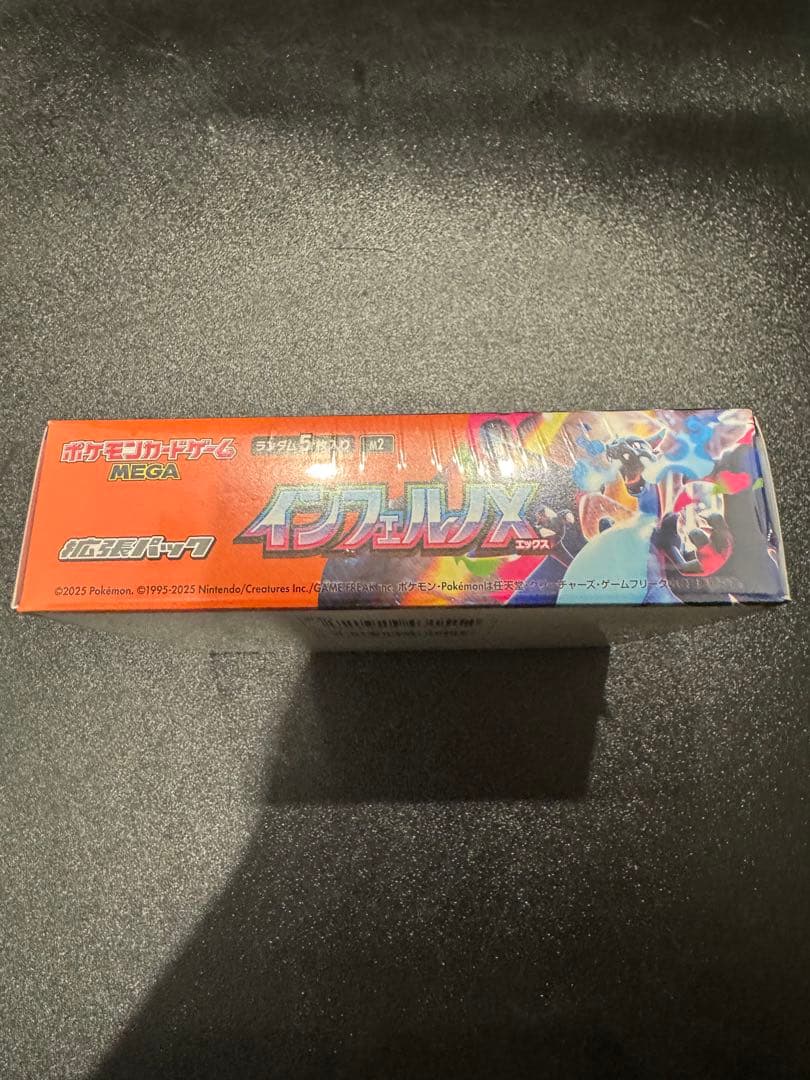 ポケモンカードゲーム
MEGA
ランダム5枚入り
M2
インフェルノX
エックス
拡張パック
©2025 Pokémon. ©1995-2025 Nintendo/Creatures Inc./GAME FREAK inc. ポケモン・Pokémonは任天堂・クリーチャーズ・ゲームフリーク